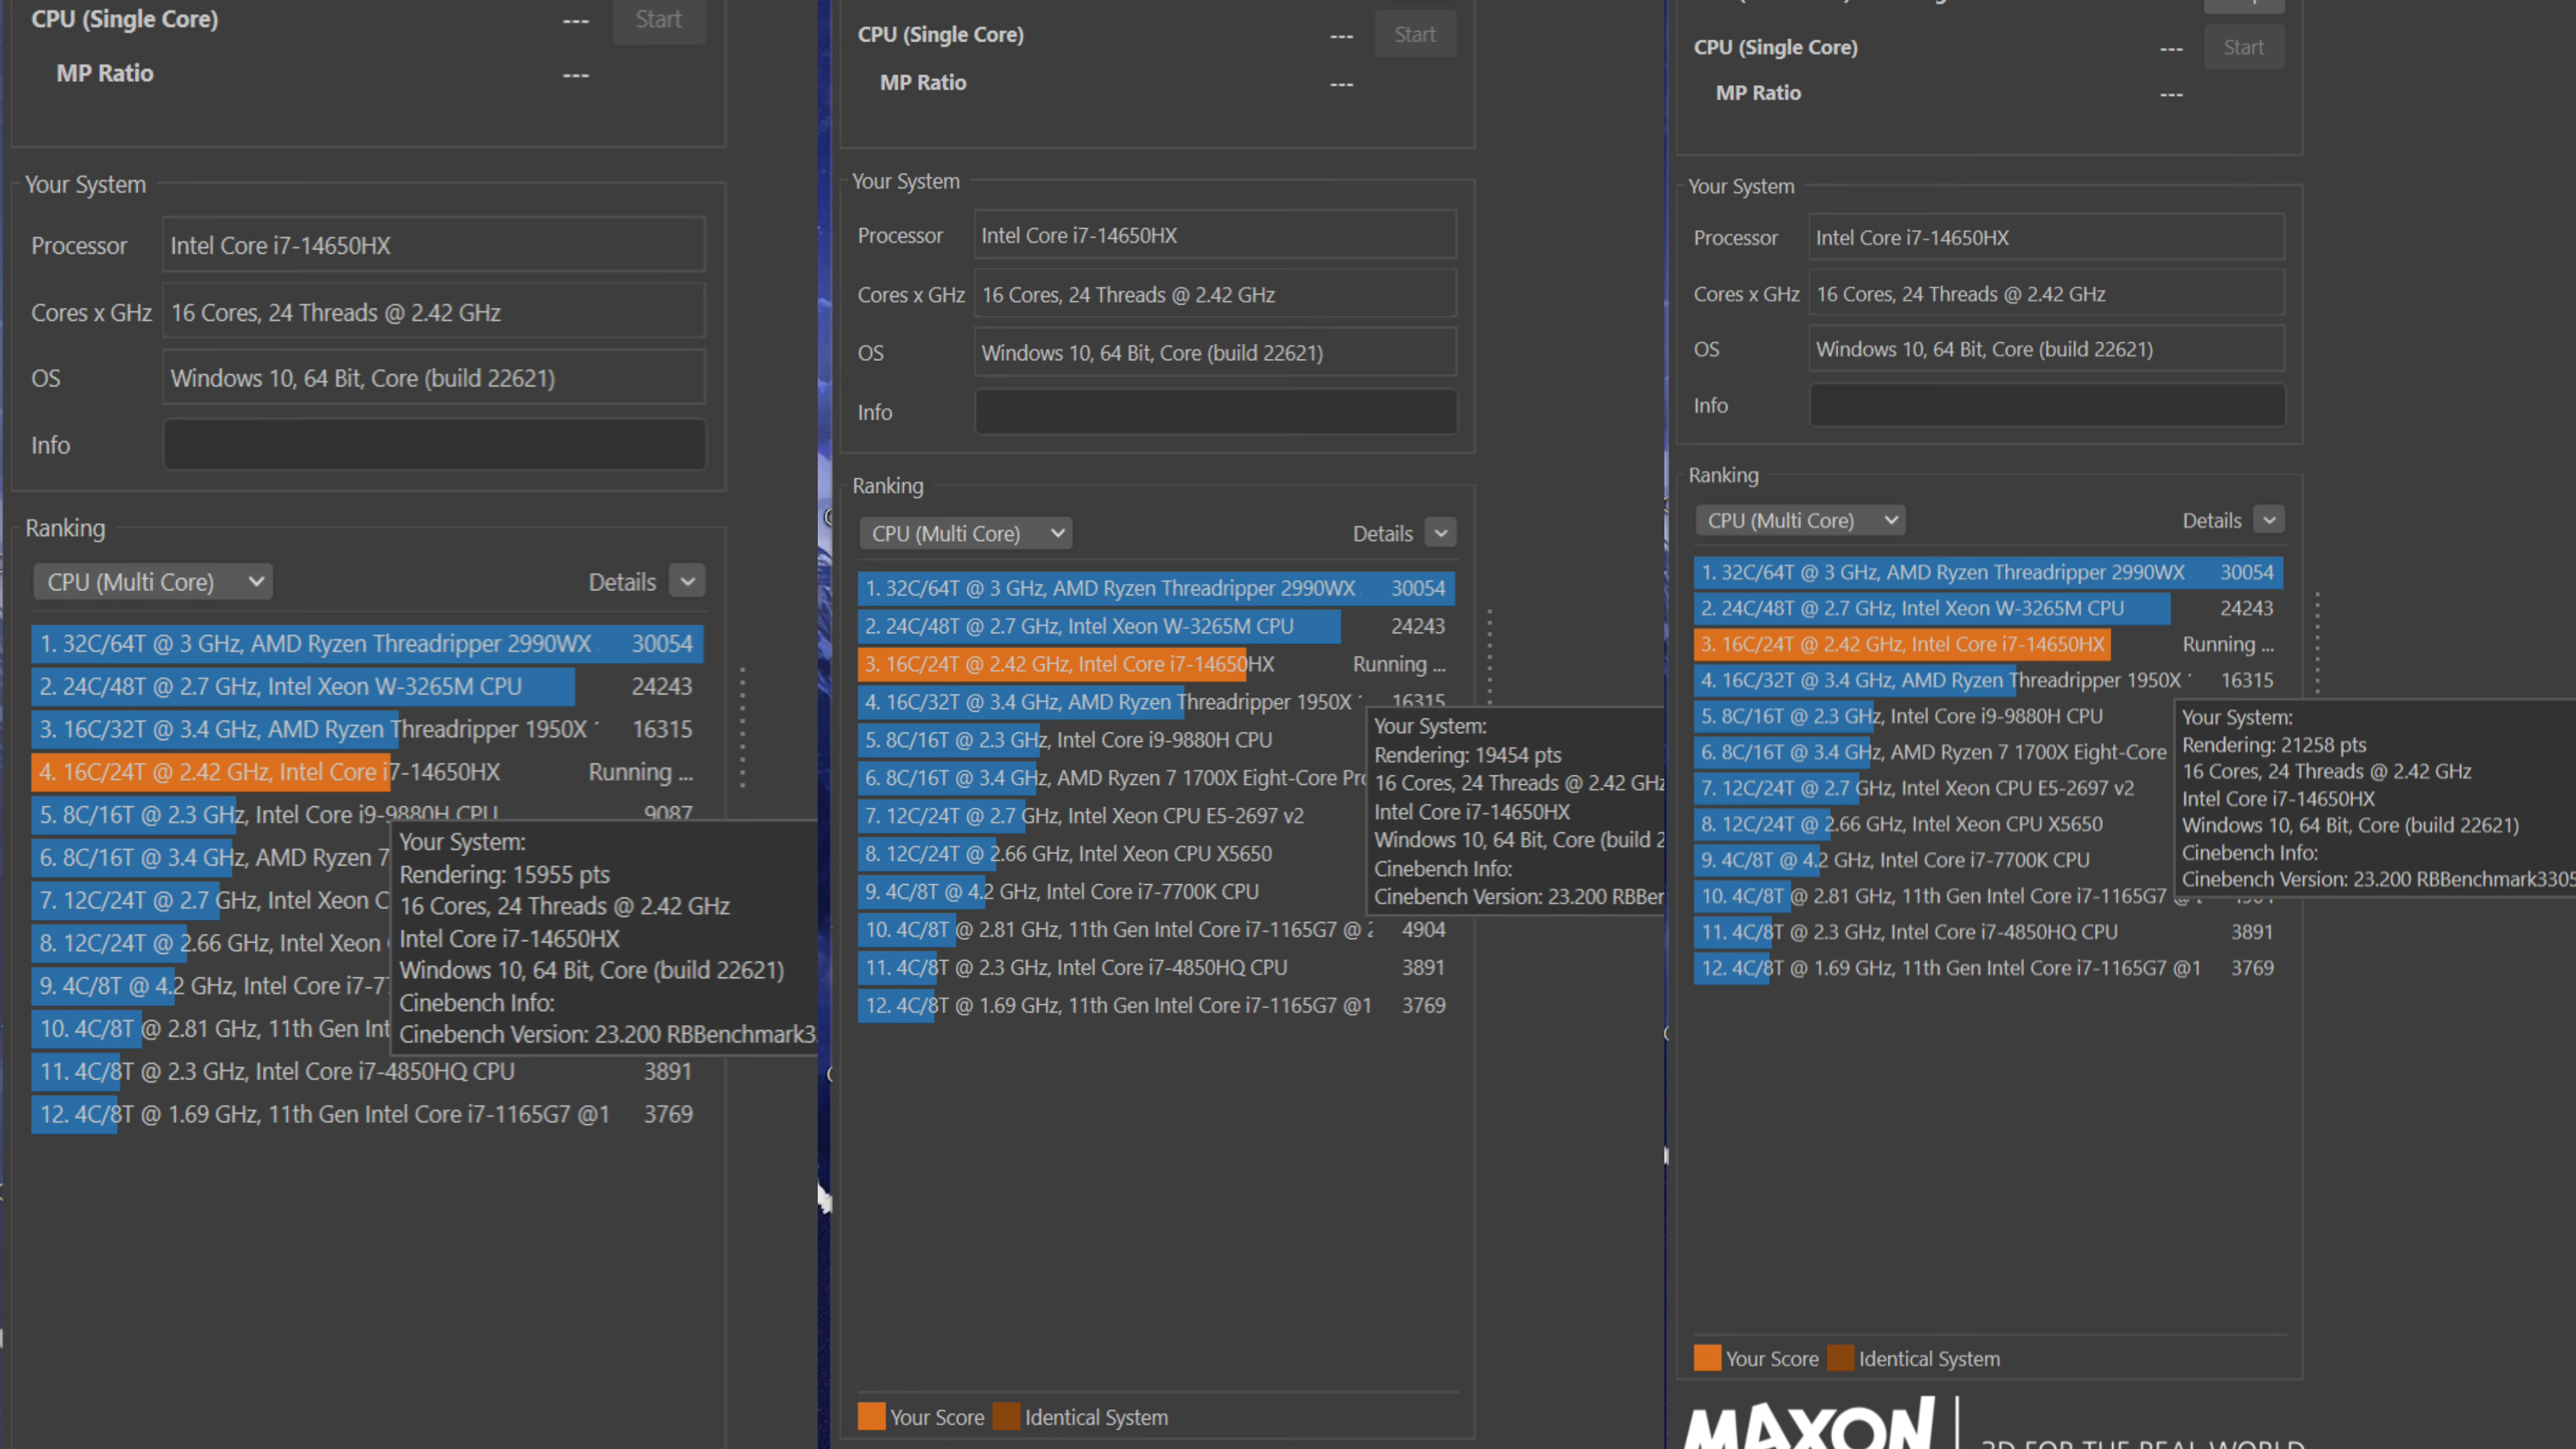 CPU (Single Core) --- Start
MP Ratio ---
Your System
Processor Intel Core i7-14650HX
Cores x GHz 16 Cores, 24 Threads @ 2.42 GHz
OS Windows 10, 64 Bit, Core (build 22621)
Info
Ranking
CPU (Multi Core) Details
1. 32C/64T @ 3 GHz, AMD Ryzen Threadripper 2990WX 30054
2. 24C/48T @ 2.7 GHz, Intel Xeon W-3265M CPU 24243
3. 16C/32T @ 3.4 GHz, AMD Ryzen Threadripper 1950X 16315
4. 16C/24T @ 2.42 GHz, Intel Core i7-14650HX Running ...
5. 8C/16T @ 2.3 GHz, Intel Core i9-9880H CPU 9087
6. 8C/16T @ 3.4 GHz, AMD Ryzen 7
7. 12C/24T @ 2.7 GHz, Intel Xeon C
8. 12C/24T @ 2.66 GHz, Intel Xeon
9. 4C/8T @ 4.2 GHz, Intel Core i7-7
10. 4C/8T @ 2.81 GHz, 11th Gen Int
11. 4C/8T @ 2.3 GHz, Intel Core i7-4850HQ CPU 3891
12. 4C/8T @ 1.69 GHz, 11th Gen Intel Core i7-1165G7 @1 3769
Your System:
Rendering: 15955 pts
16 Cores, 24 Threads @ 2.42 GHz
Intel Core i7-14650HX
Windows 10, 64 Bit, Core (build 22621)
Cinebench Info:
Cinebench Version: 23.200 RBBenchmark3
CPU (Single Core) --- Start
MP Ratio ---
Your System
Processor Intel Core i7-14650HX
Cores x GHz 16 Cores, 24 Threads @ 2.42 GHz
OS Windows 10, 64 Bit, Core (build 22621)
Info
Ranking
CPU (Multi Core) Details
1. 32C/64T @ 3 GHz, AMD Ryzen Threadripper 2990WX 30054
2. 24C/48T @ 2.7 GHz, Intel Xeon W-3265M CPU 24243
3. 16C/24T @ 2.42 GHz, Intel Core i7-14650HX Running ...
4. 16C/32T @ 3.4 GHz, AMD Ryzen Threadripper 1950X 16315
5. 8C/16T @ 2.3 GHz, Intel Core i9-9880H CPU
6. 8C/16T @ 3.4 GHz, AMD Ryzen 7 1700X Eight-Core Pro
7. 12C/24T @ 2.7 GHz, Intel Xeon CPU E5-2697 v2
8. 12C/24T @ 2.66 GHz, Intel Xeon CPU X5650
9. 4C/8T @ 4.2 GHz, Intel Core i7-7700K CPU
10. 4C/8T @ 2.81 GHz, 11th Gen Intel Core i7-1165G7 @ 2 4904
11. 4C/8T @ 2.3 GHz, Intel Core i7-4850HQ CPU 3891
12. 4C/8T @ 1.69 GHz, 11th Gen Intel Core i7-1165G7 @1 3769
Your System:
Rendering: 19454 pts
16 Cores, 24 Threads @ 2.42 GHz
Intel Core i7-14650HX
Windows 10, 64 Bit, Core (build 2
Cinebench Info:
Cinebench Version: 23.200 RBBer
Your Score Identical System
CPU (Single Core) --- Start
MP Ratio ---
Your System
Processor Intel Core i7-14650HX
Cores x GHz 16 Cores, 24 Threads @ 2.42 GHz
OS Windows 10, 64 Bit, Core (build 22621)
Info
Ranking
CPU (Multi Core) Details
1. 32C/64T @ 3 GHz, AMD Ryzen Threadripper 2990WX 30054
2. 24C/48T @ 2.7 GHz, Intel Xeon W-3265M CPU 24243
3. 16C/24T @ 2.42 GHz, Intel Core i7-14650HX Running ...
4. 16C/32T @ 3.4 GHz, AMD Ryzen Threadripper 1950X 16315
5. 8C/16T @ 2.3 GHz, Intel Core i9-9880H CPU
6. 8C/16T @ 3.4 GHz, AMD Ryzen 7 1700X Eight-Core
7. 12C/24T @ 2.7 GHz, Intel Xeon CPU E5-2697 v2
8. 12C/24T @ 2.66 GHz, Intel Xeon CPU X5650
9. 4C/8T @ 4.2 GHz, Intel Core i7-7700K CPU
10. 4C/8T @ 2.81 GHz, 11th Gen Intel Core i7-1165G7
11. 4C/8T @ 2.3 GHz, Intel Core i7-4850HQ CPU 3891
12. 4C/8T @ 1.69 GHz, 11th Gen Intel Core i7-1165G7 @1 3769
Your System:
Rendering: 21258 pts
16 Cores, 24 Threads @ 2.42 GHz
Intel Core i7-14650HX
Windows 10, 64 Bit, Core (build 22621)
Cinebench Info:
Cinebench Version: 23.200 RBBenchmark3305
Your Score Identical System
MAXON 3D FOR THE REAL WORLD